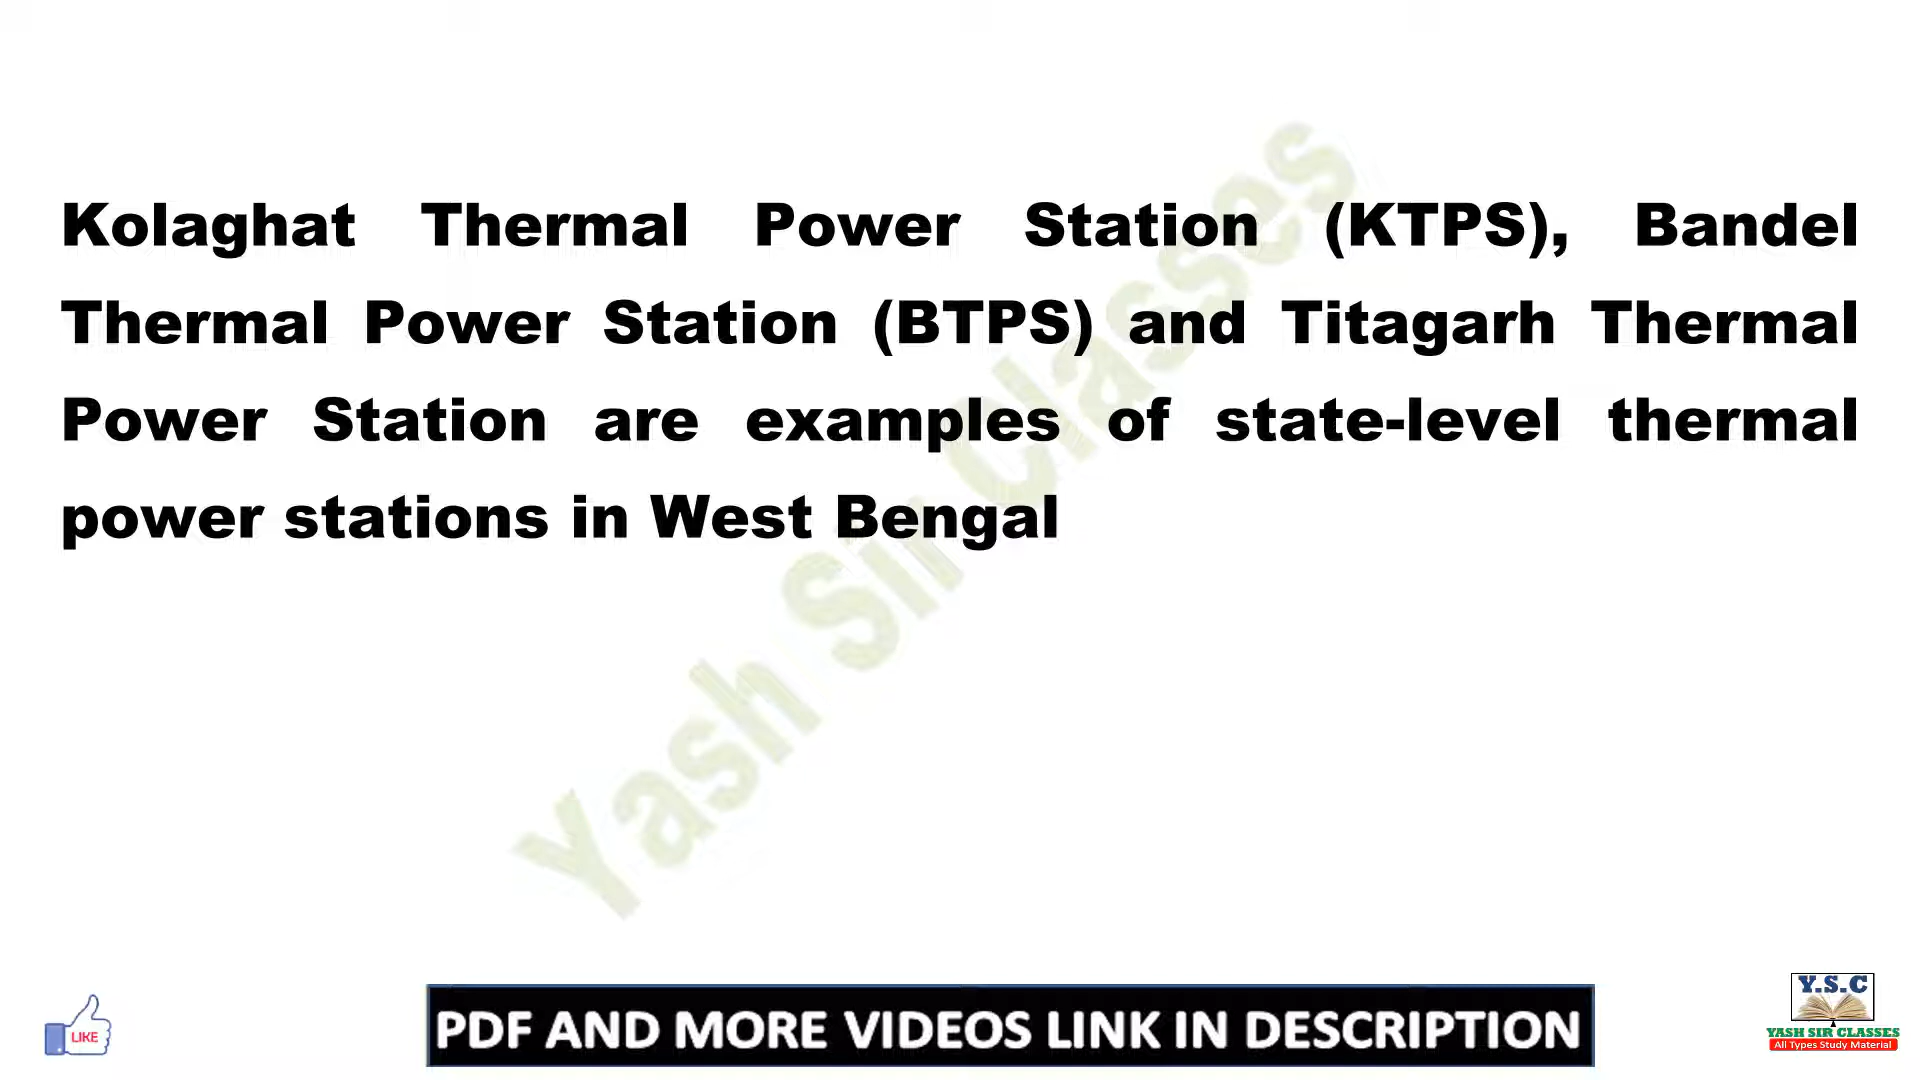 Kolaghat Thermal Power Station (KTPS), Bandel
Thermal Power Station (BTPS) and Titagarh Thermal
Power Station are examples of state-level thermal
power stations in West Bengal
Yash Sir Classes
LIKE
PDF AND MORE VIDEOS LINK IN DESCRIPTION
Y.S.C
YASH SIR CLASSES
All Types Study Material